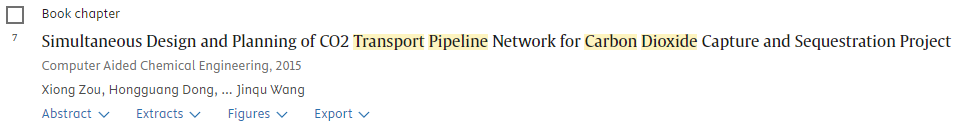 Book chapter
7
Simultaneous Design and Planning of CO2 Transport Pipeline Network for Carbon Dioxide Capture and Sequestration Project
Computer Aided Chemical Engineering, 2015
Xiong Zou, Hongguang Dong, ... Jinqu Wang
Abstract Extracts Figures Export